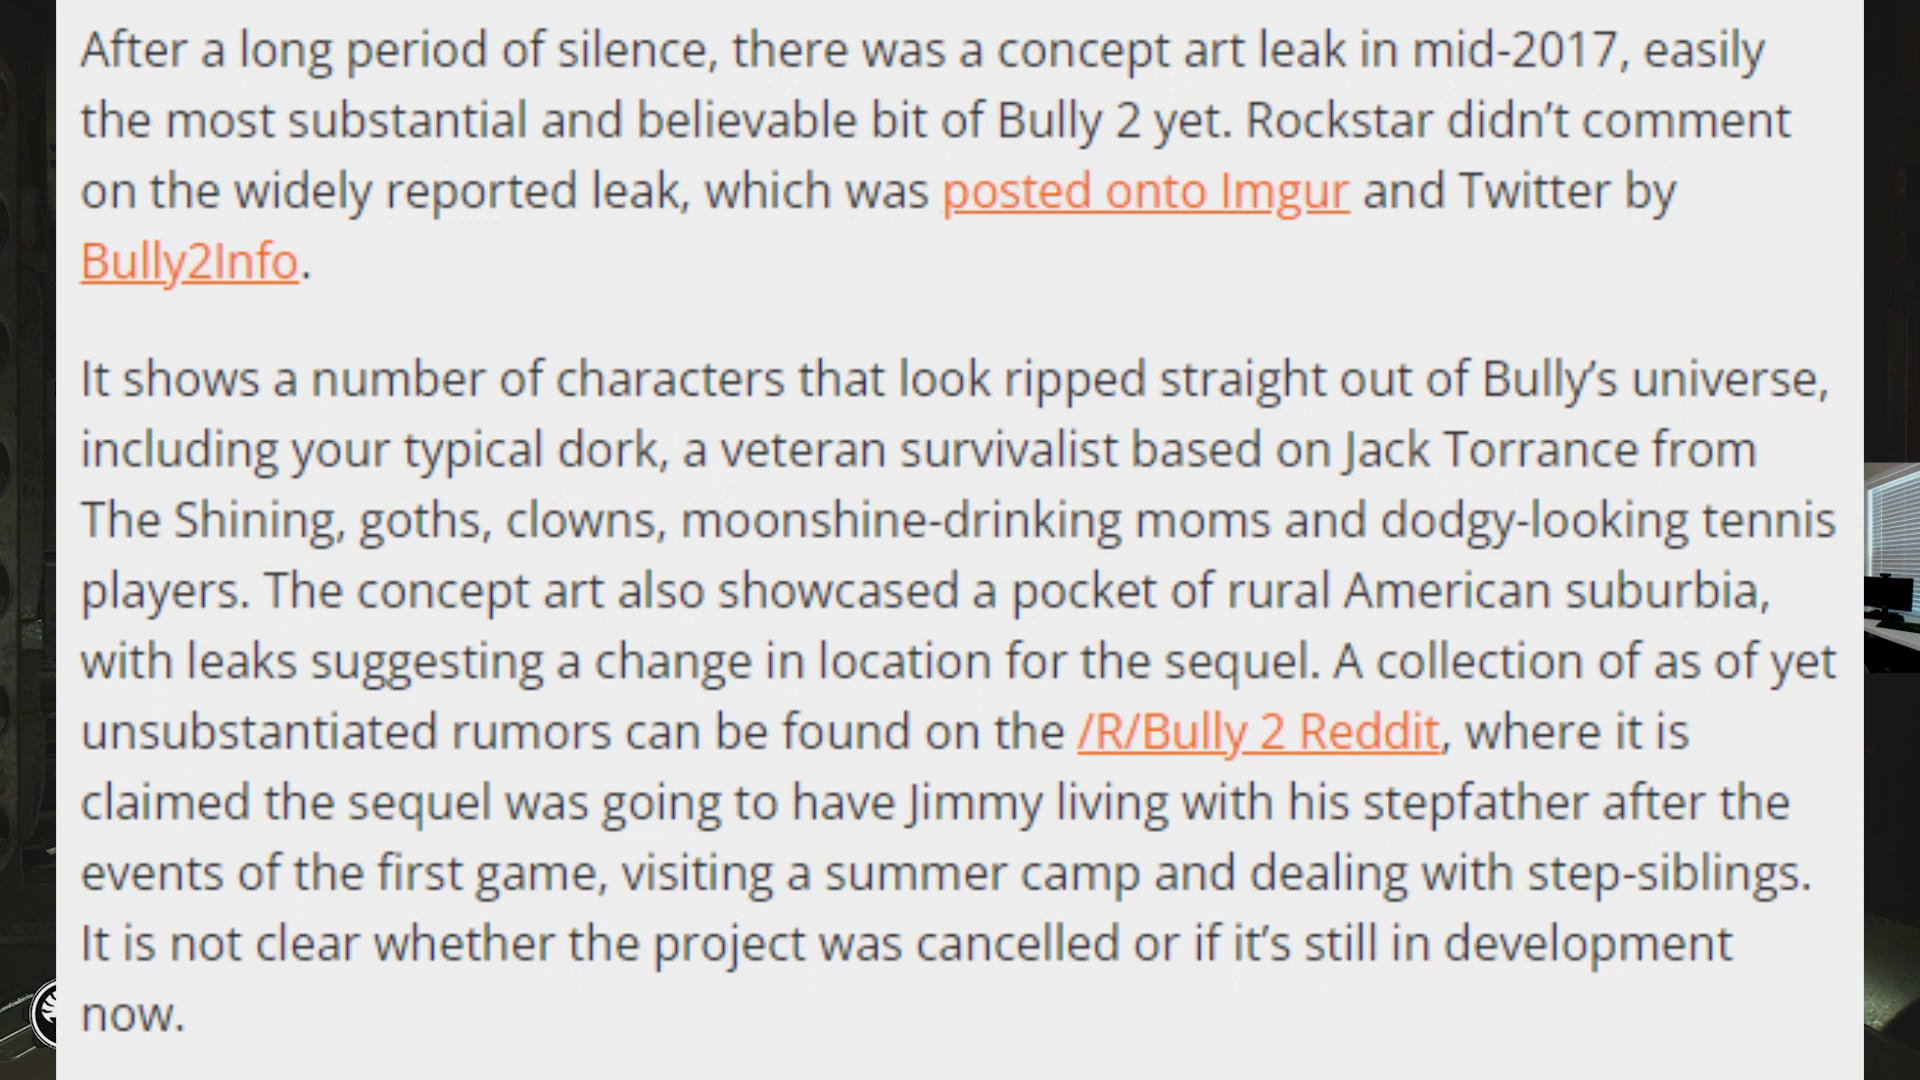 After a long period of silence, there was a concept art leak in mid-2017, easily
the most substantial and believable bit of Bully 2 yet. Rockstar didn’t comment
on the widely reported leak, which was posted onto Imgur and Twitter by
Bully2Info.
It shows a number of characters that look ripped straight out of Bully’s universe,
including your typical dork, a veteran survivalist based on Jack Torrance from
The Shining, goths, clowns, moonshine-drinking moms and dodgy-looking tennis
players. The concept art also showcased a pocket of rural American suburbia,
with leaks suggesting a change in location for the sequel. A collection of as of yet
unsubstantiated rumors can be found on the /R/Bully 2 Reddit, where it is
claimed the sequel was going to have Jimmy living with his stepfather after the
events of the first game, visiting a summer camp and dealing with step-siblings.
It is not clear whether the project was cancelled or if it’s still in development
now.